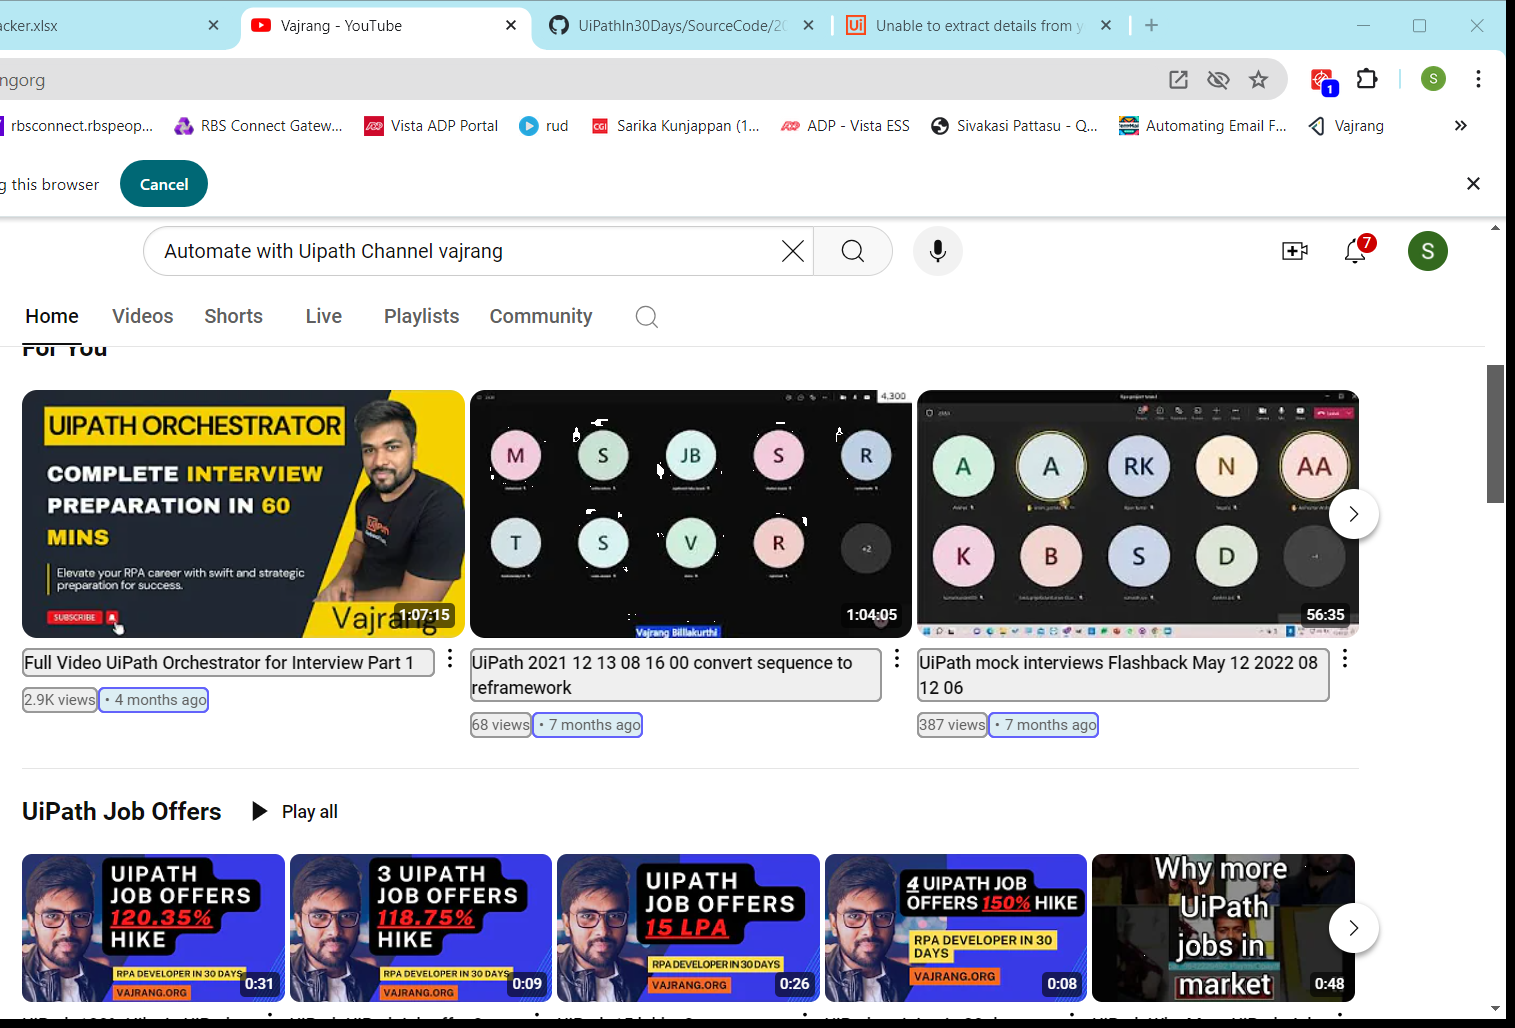 acker.xlsx
Vajrang - YouTube
UiPathIn30Days/SourceCode/20
Unable to extract details from y
ngorg
1
S
rbsconnect.rbspeop...
RBS Connect Gatew...
Vista ADP Portal
rud
CGI
Sarika Kunjappan (1...
ADP - Vista ESS
Sivakasi Pattasu - Q...
Automating Email F...
Vajrang
g this browser
Cancel
Automate with Uipath Channel vajrang
7
S
Home
Videos
Shorts
Live
Playlists
Community
For You
UIPATH ORCHESTRATOR
COMPLETE INTERVIEW
PREPARATION IN 60
MINS
Elevate your RPA career with swift and strategic
preparation for success.
SUBSCRIBE
Vajrang
1:07:15
4,300
M S JB S R
T S V R +2
Vajrang Billlakurthi
1:04:05
A A RK N AA
K B S D
56:35
Full Video UiPath Orchestrator for Interview Part 1
2.9K views • 4 months ago
UiPath 2021 12 13 08 16 00 convert sequence to
reframework
68 views • 7 months ago
UiPath mock interviews Flashback May 12 2022 08
12 06
387 views • 7 months ago
UiPath Job Offers
Play all
UIPATH
JOB OFFERS
120.35%
HIKE
RPA DEVELOPER IN 30 DAYS
VAJRANG.ORG
0:31
3 UIPATH
JOB OFFERS
118.75%
HIKE
RPA DEVELOPER IN 30 DAYS
VAJRANG.ORG
0:09
UIPATH
JOB OFFERS
15 LPA
RPA DEVELOPER IN 30 DAYS
VAJRANG.ORG
0:26
4 UIPATH JOB
OFFERS 150% HIKE
RPA DEVELOPER IN 30
DAYS
VAJRANG.ORG
0:08
Why more
UiPath
jobs in
market
0:48